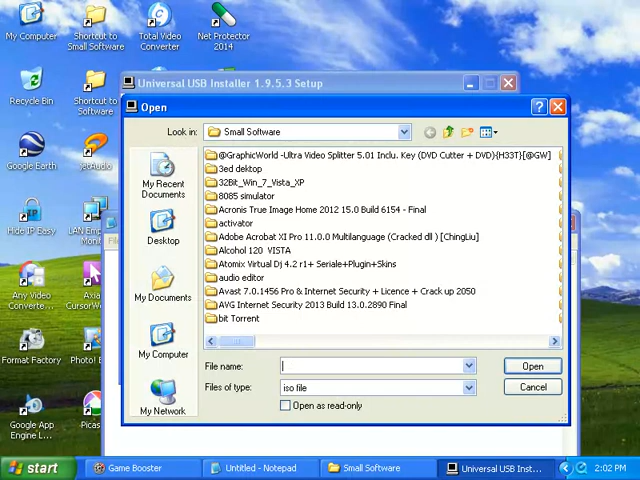 My Computer
Shortcut to
Small Software
Total Video
Converter
Net Protector
2014
Recycle Bin
Shortcut to
Software
Google Earth
Hide IP Easy
LAN Emp
Any Video
Converte...
Axia
CursorWo
Format Factory
Photo!
Google App
Engine L...
Picas
Universal USB Installer 1.9.5.3 Setup
Open
Look in:
Small Software
My Recent
Documents
Desktop
My Documents
My Computer
My Network
@GraphicWorld -Ultra Video Splitter 5.01 Inclu. Key (DVD Cutter + DVD){H33T}[@GW]
3ed dektop
32Bit_Win_7_Vista_XP
8085 simulator
Acronis True Image Home 2012 15.0 Build 6154 - Final
activator
Adobe Acrobat XI Pro 11.0.0 Multilanguage (Cracked dll ) [ChingLiu]
Alcohol 120 VISTA
Atomix Virtual Dj 4.2 r1+ Seriale+Plugin+Skins
audio editor
Avast 7.0.1456 Pro & Internet Security + Licence + Crack up 2050
AVG Internet Security 2013 Build 13.0.2890 Final
bit Torrent
File name:
Open
Files of type:
iso file
Cancel
Open as read-only
start
Game Booster
Untitled - Notepad
Small Software
Universal USB Inst...
2:02 PM